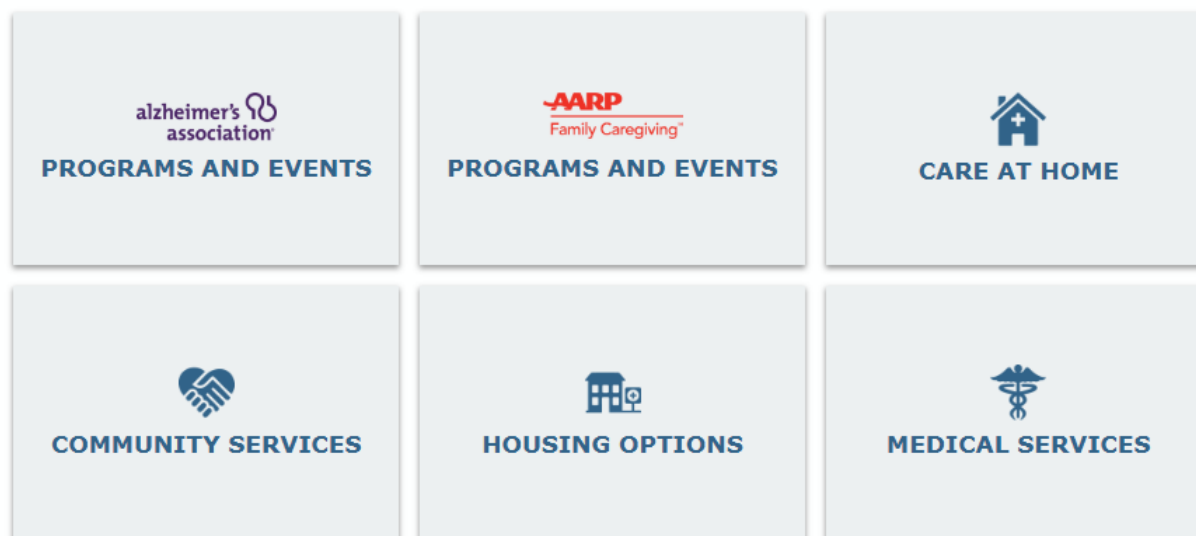 alzheimer's
association®
PROGRAMS AND EVENTS
AARP
Family Caregiving™
PROGRAMS AND EVENTS
CARE AT HOME
COMMUNITY SERVICES
HOUSING OPTIONS
MEDICAL SERVICES